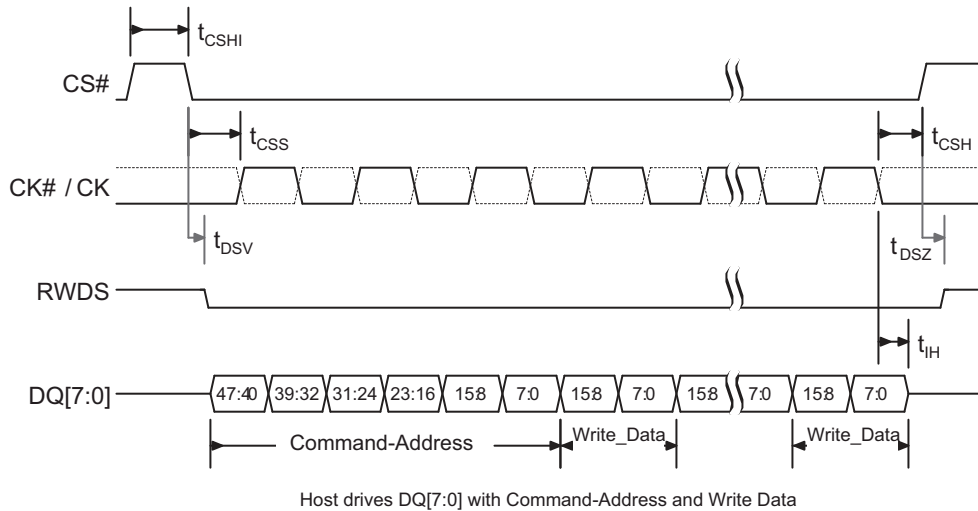 tCSHI
CS#
tCSS
tCSH
CK# / CK
tDSV
tDSZ
RWDS
tIH
DQ[7:0]
47:40 39:32 31:24 23:16 15:8 7:0 15:8 7:0 15:8 7:0 15:8 7:0
Command-Address
Write_Data
Write_Data
Host drives DQ[7:0] with Command-Address and Write Data